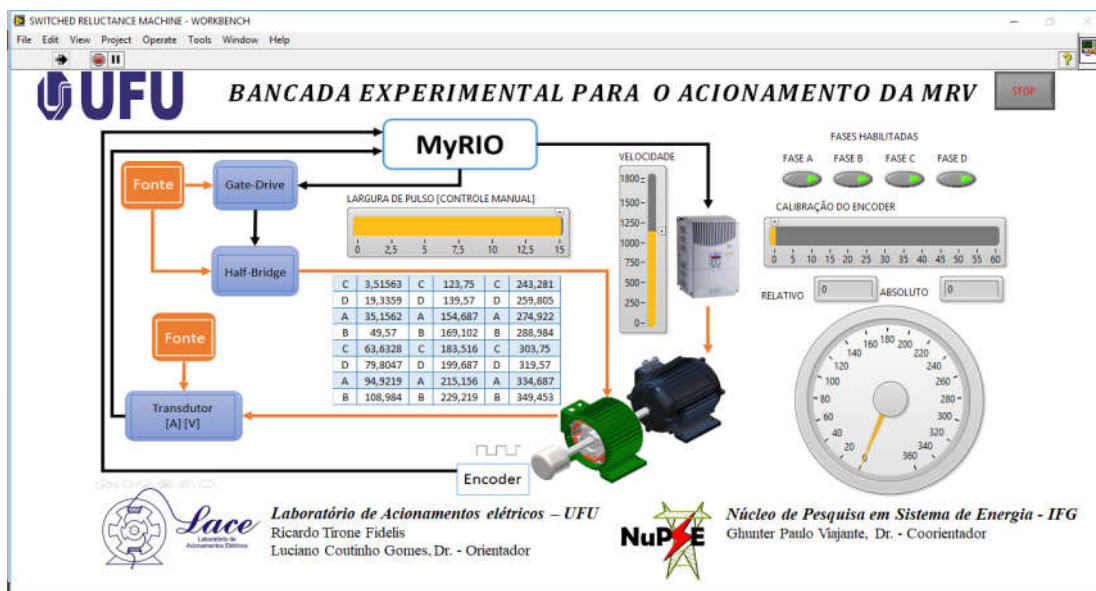 SWITCHED RELUCTANCE MACHINE - WORKBENCH
File Edit View Project Operate Tools Window Help
UFU
BANCADA EXPERIMENTAL PARA O ACIONAMENTO DA MRV
STOP
MyRIO
Fonte
Gate-Drive
Half-Bridge
Fonte
Transdutor
[A] [V]
Encoder
LARGURA DE PULSO [CONTROLE MANUAL]
0 2,5 5 7,5 10 12,5 15
C 3,51563 C 123,75 C 243,281
D 19,3359 D 139,57 D 259,805
A 35,1562 A 154,687 A 274,922
B 49,57 B 169,102 B 288,984
C 63,6328 C 183,516 C 303,75
D 79,8047 D 199,687 D 319,57
A 94,9219 A 215,156 A 334,687
B 108,984 B 229,219 B 349,453
VELOCIDADE
1800
1500
1250
1000
750
500
250
0
FASES HABILITADAS
FASE A FASE B FASE C FASE D
CALIBRAÇÃO DO ENCODER
0 5 10 15 20 25 30 35 40 45 50 55 60
RELATIVO 0 ABSOLUTO 0
0 20 40 60 80 100 120 140 160 180 200 220 240 260 280 300 320 340 360
Lace
Laboratório de
Acionamentos Elétricos
Laboratório de Acionamentos elétricos – UFU
Ricardo Tirone Fidelis
Luciano Coutinho Gomes, Dr. - Orientador
NuPSE
Núcleo de Pesquisa em Sistema de Energia - IFG
Ghunter Paulo Viajante, Dr. - Coorientador